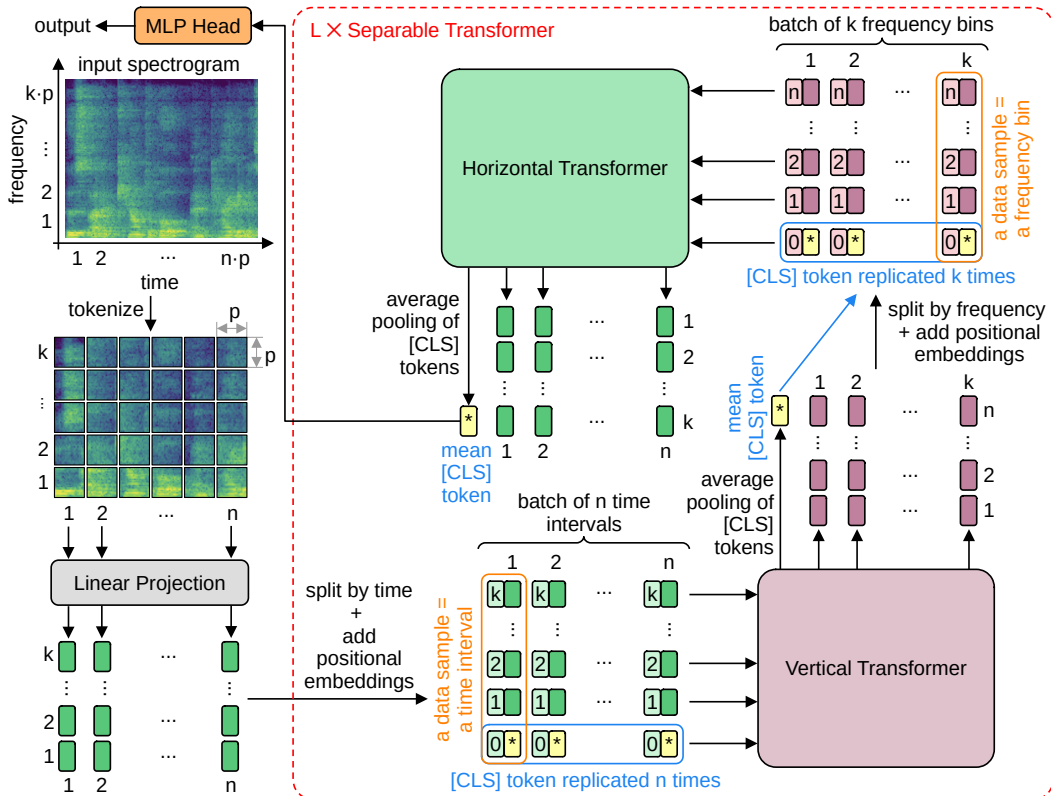 output
MLP Head
L × Separable Transformer
input spectrogram
k·p
⋮
2
1
frequency
1 2 ... n·p
time
tokenize
p
p
k
⋮
2
1
1 2 ... n
Linear Projection
k
⋮ ⋮ ⋮
2
1
1 2 ... n
split by time
+
add
positional
embeddings
batch of n time
intervals
1 2 ... n
k k ... k
⋮ ⋮
2 2 ... 2
1 1 ... 1
0 * 0 * 0 *
a data sample =
a time interval
[CLS] token replicated n times
Vertical Transformer
average
pooling of
[CLS]
tokens
mean
[CLS] token
*
1 2 ... k
... n
⋮ ⋮
... 2
... 1
split by frequency
+ add positional
embeddings
batch of k frequency bins
1 2 k
n n ... n
⋮ ⋮
2 2 ... 2
1 1 ... 1
0 * 0 * 0 *
a data sample =
a frequency bin
[CLS] token replicated k times
Horizontal Transformer
average
pooling of
[CLS]
tokens
... 1
2
⋮ ⋮ ⋮
* ... k
1 2 n
mean
[CLS]
token